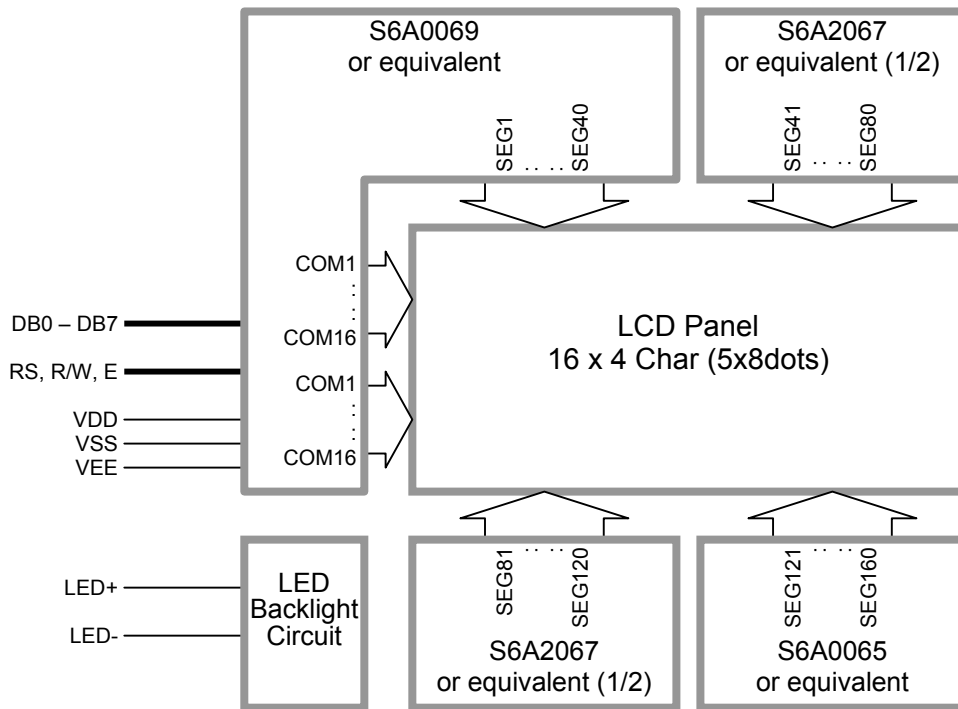 S6A0069
or equivalent
SEG1
SEG40
S6A2067
or equivalent (1/2)
SEG41
SEG80
COM1
COM16
COM1
COM16
LCD Panel
16 x 4 Char (5x8dots)
DB0 – DB7
RS, R/W, E
VDD
VSS
VEE
LED+
LED-
LED
Backlight
Circuit
SEG81
SEG120
S6A2067
or equivalent (1/2)
SEG121
SEG160
S6A0065
or equivalent